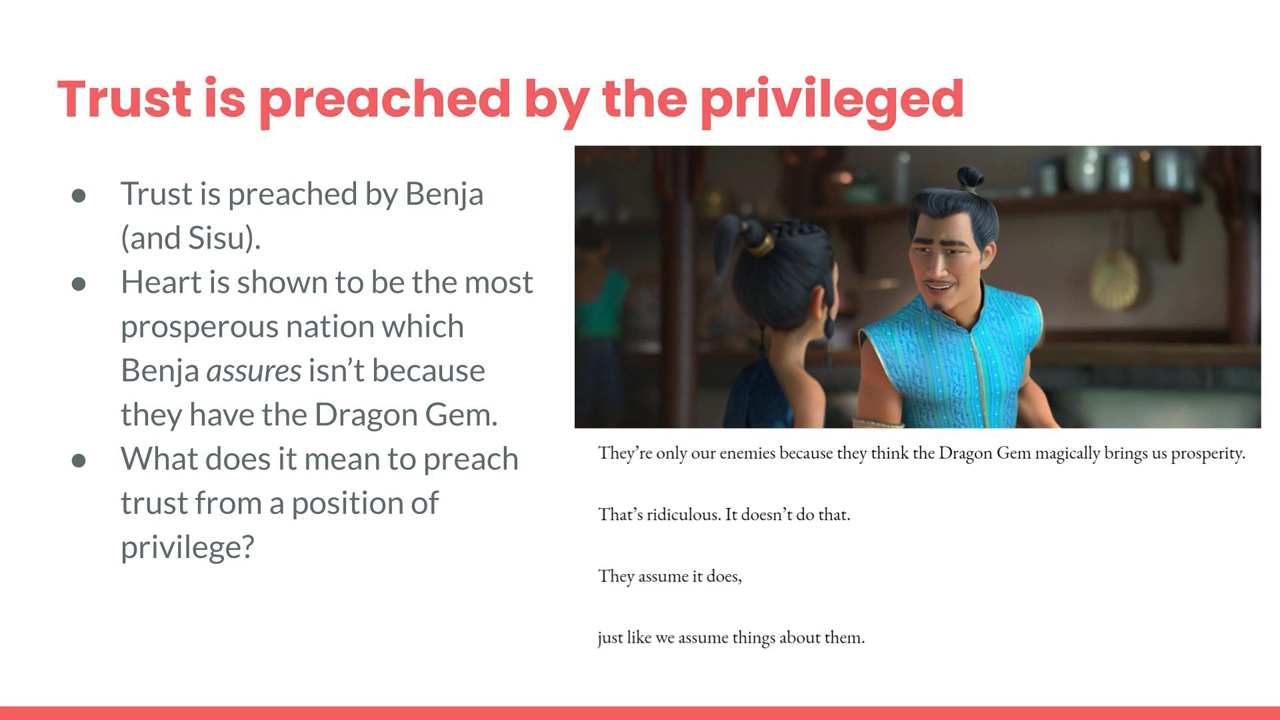 Trust is preached by the privileged
● Trust is preached by Benja
(and Sisu).
● Heart is shown to be the most
prosperous nation which
Benja assures isn’t because
they have the Dragon Gem.
● What does it mean to preach
trust from a position of
privilege?
They’re only our enemies because they think the Dragon Gem magically brings us prosperity.
That’s ridiculous. It doesn’t do that.
They assume it does,
just like we assume things about them.